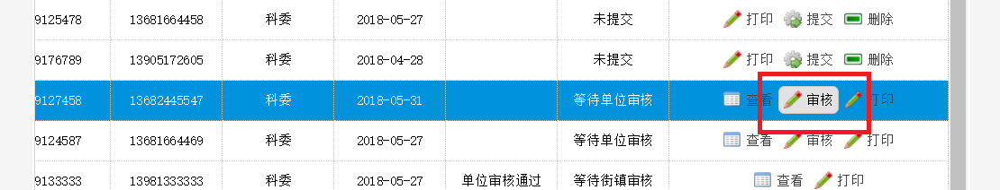 9125478 13681664458 科委 2018-05-27 未提交 打印 提交 删除
9176789 13905172605 科委 2018-04-28 未提交 打印 提交 删除
9127458 13682445547 科委 2018-05-31 等待单位审核 查看 审核 打印
9124587 13681664469 科委 2018-05-27 等待单位审核 查看 审核 打印
9133333 13981333333 科委 2018-05-27 单位审核通过 等待街镇审核 查看 打印